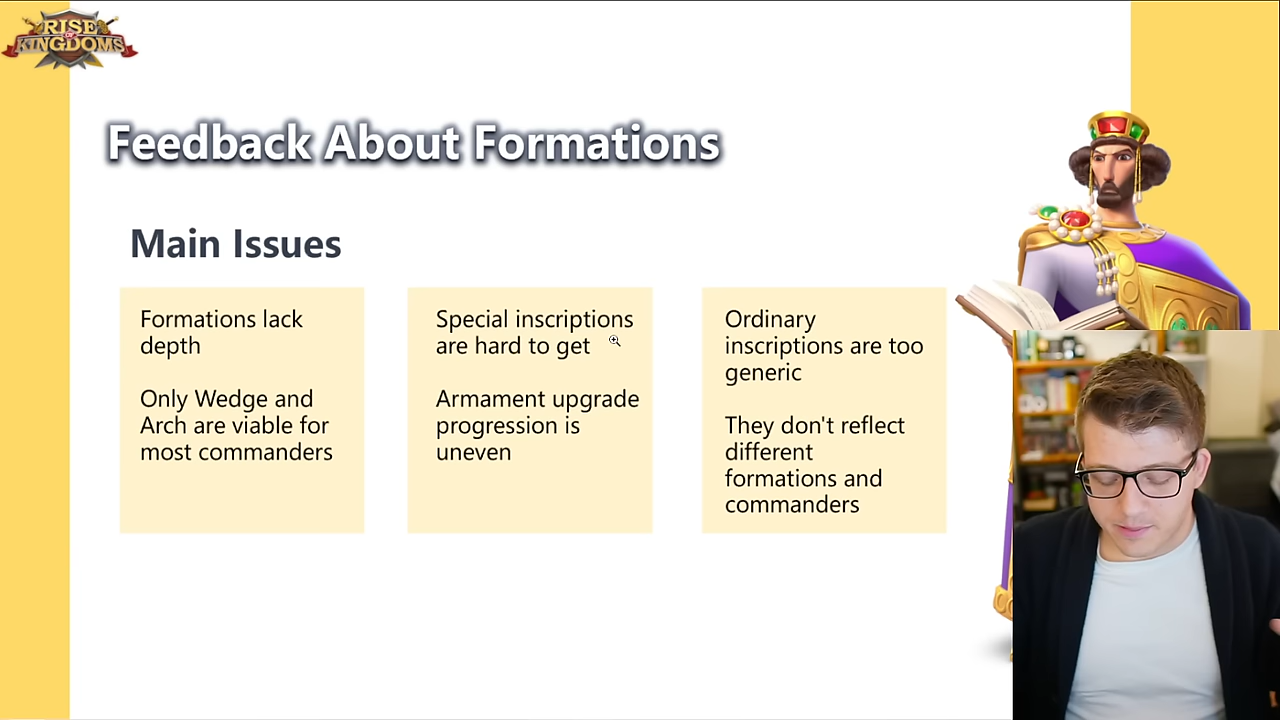 RISE
OF
KINGDOMS
Feedback About Formations
Main Issues
Formations lack
depth
Only Wedge and
Arch are viable for
most commanders
Special inscriptions
are hard to get
Armament upgrade
progression is
uneven
Ordinary
inscriptions are too
generic
They don't reflect
different
formations and
commanders